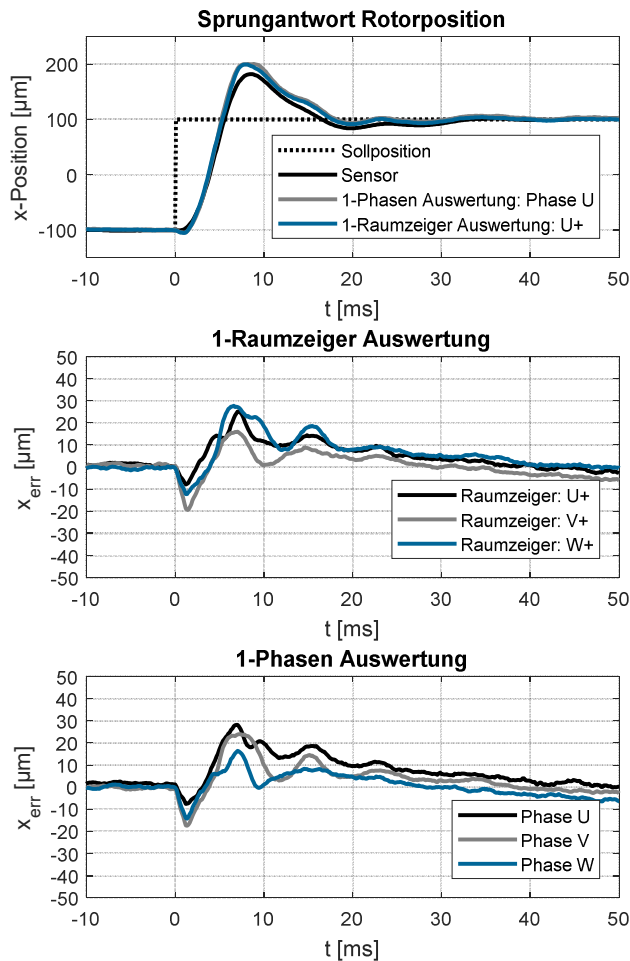 Sprungantwort Rotorposition
x-Position [µm]
200
100
0
-100
Sollposition
Sensor
1-Phasen Auswertung: Phase U
1-Raumzeiger Auswertung: U+
-10 0 10 20 30 40 50
t [ms]
1-Raumzeiger Auswertung
x_err [µm]
50
40
30
20
10
0
-10
-20
-30
-40
-50
Raumzeiger: U+
Raumzeiger: V+
Raumzeiger: W+
-10 0 10 20 30 40 50
t [ms]
1-Phasen Auswertung
x_err [µm]
50
40
30
20
10
0
-10
-20
-30
-40
-50
Phase U
Phase V
Phase W
-10 0 10 20 30 40 50
t [ms]